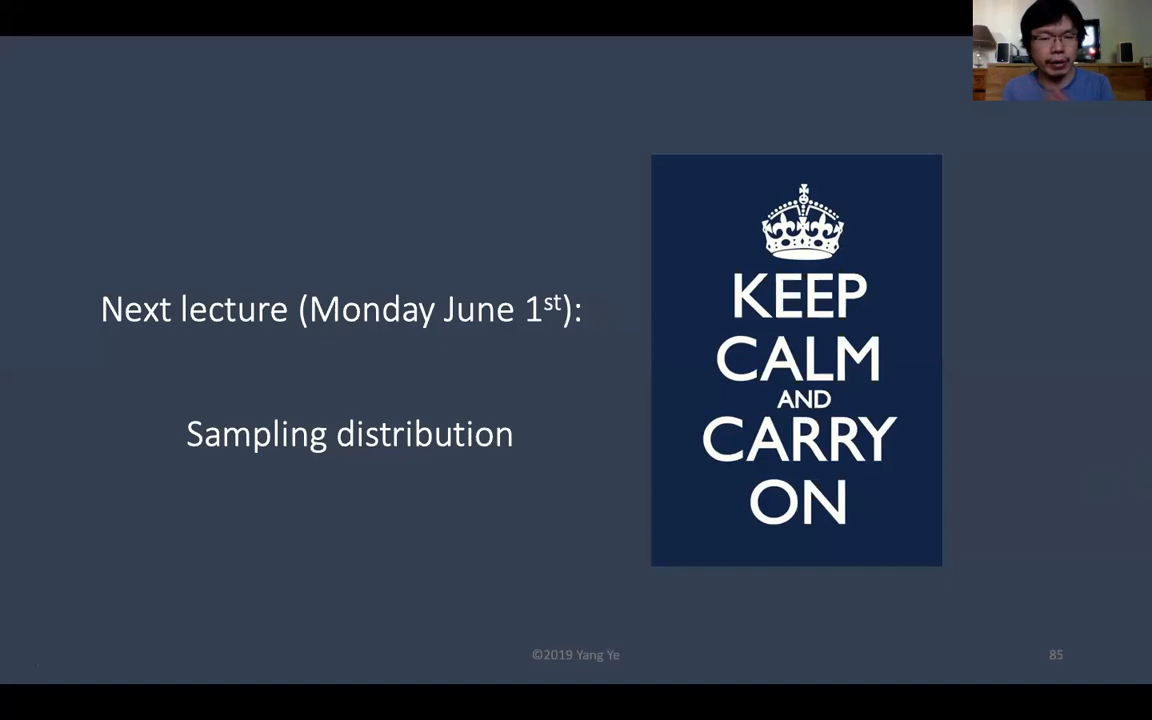 Next lecture (Monday June 1st):
Sampling distribution
KEEP
CALM
AND
CARRY
ON
©2019 Yang Ye
85